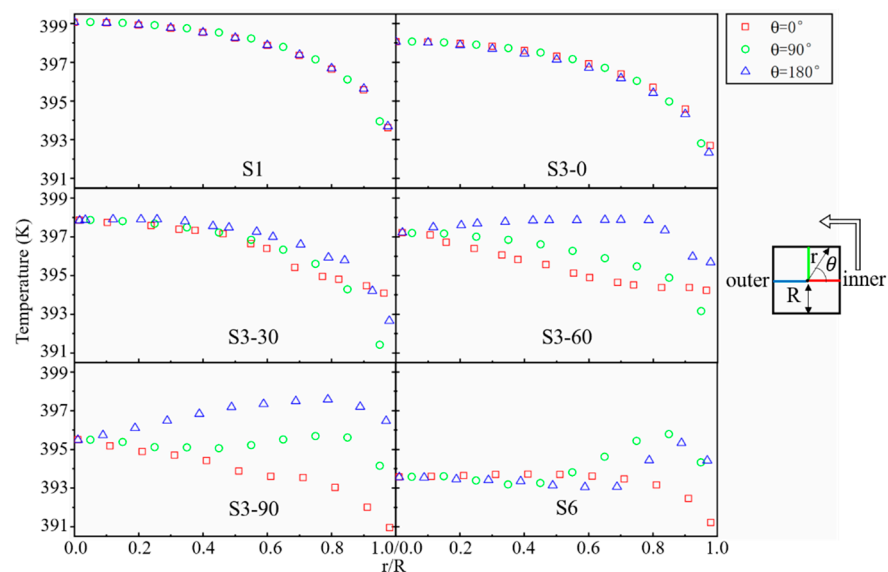 399
397
395
393
391
S1
S3-0
θ=0°
θ=90°
θ=180°
Temperature (K)
399
397
395
393
391
S3-30
S3-60
outer
inner
r
θ
R
399
397
395
393
391
S3-90
S6
0.0 0.2 0.4 0.6 0.8 1.0/0.0 0.2 0.4 0.6 0.8 1.0
r/R